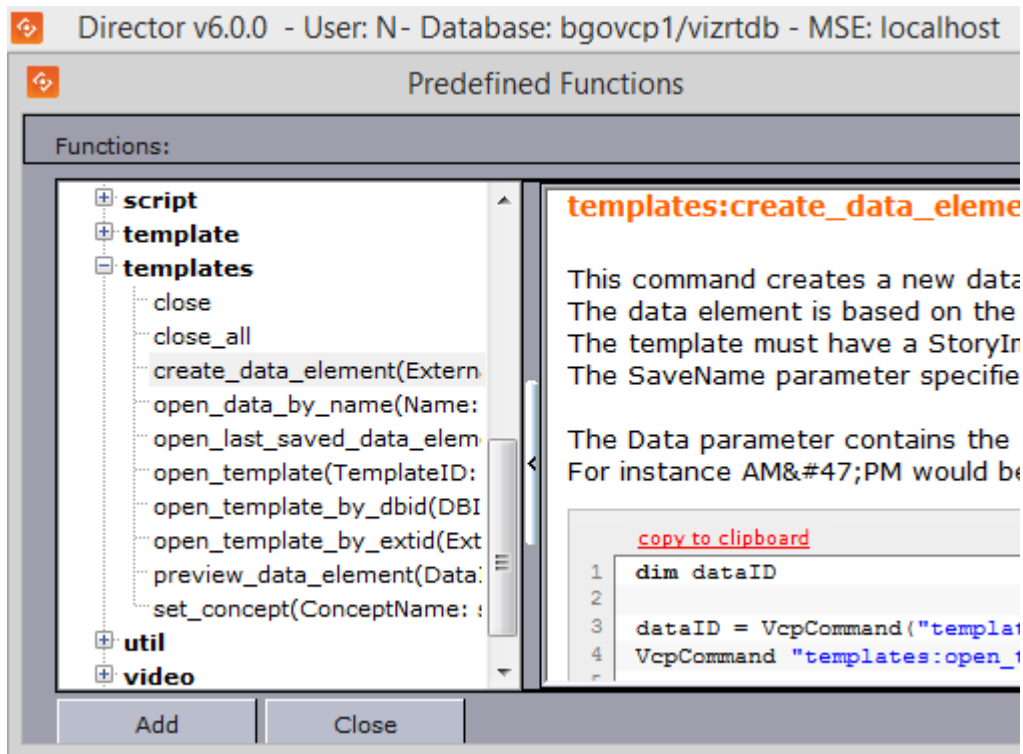 Director v6.0.0 - User: N- Database: bgovcp1/vizrtdb - MSE: localhost
Predefined Functions
Functions:
script
template
templates
close
close_all
create_data_element(Extern
open_data_by_name(Name:
open_last_saved_data_elem
open_template(TemplateID:
open_template_by_dbid(DBI
open_template_by_extid(Ext
preview_data_element(Data
set_concept(ConceptName: s
util
video
templates:create_data_eleme
This command creates a new data
The data element is based on the
The template must have a StoryIn
The SaveName parameter specifie
The Data parameter contains the
For instance AM&#47;PM would be
copy to clipboard
1 dim dataID
2
3 dataID = VcpCommand("templat
4 VcpCommand "templates:open_t
Add
Close